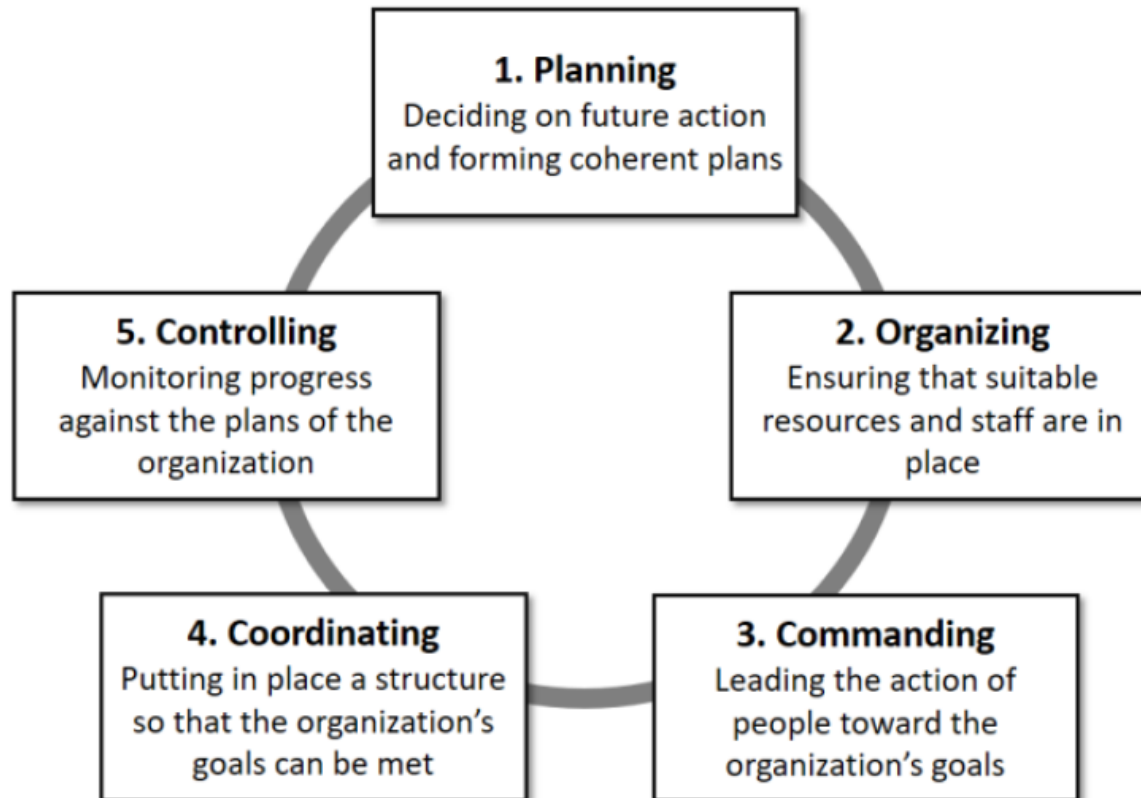 1. Planning
Deciding on future action
and forming coherent plans
2. Organizing
Ensuring that suitable
resources and staff are in
place
3. Commanding
Leading the action of
people toward the
organization's goals
4. Coordinating
Putting in place a structure
so that the organization's
goals can be met
5. Controlling
Monitoring progress
against the plans of the
organization